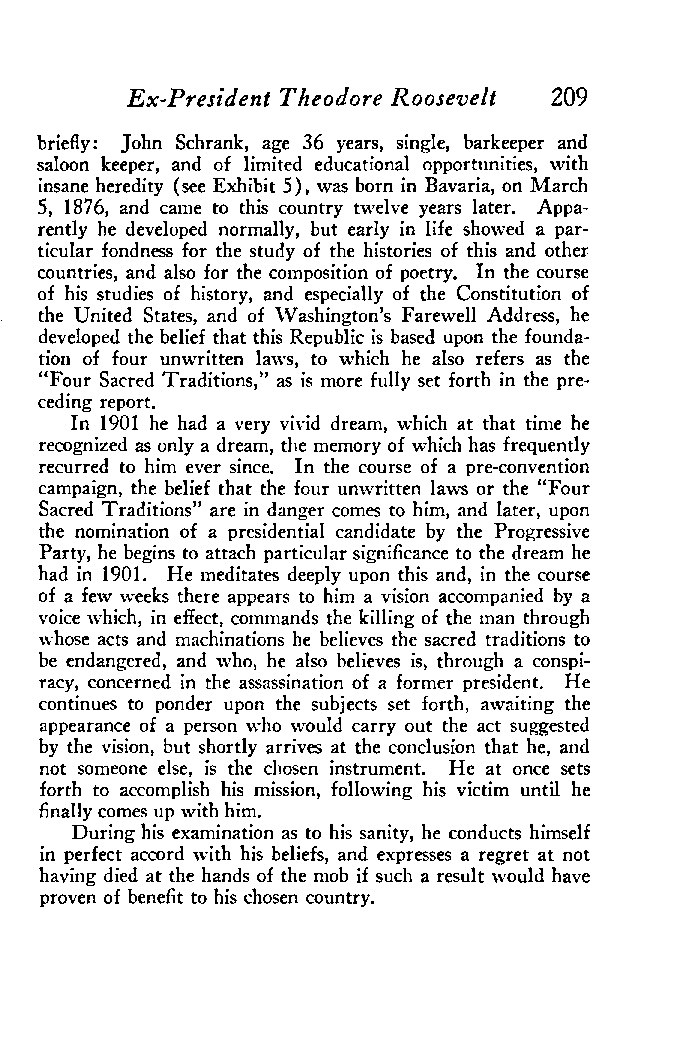 Ex-President Theodore Roosevelt 209
briefly: John Schrank, age 36 years, single, barkeeper and
saloon keeper, and of limited educational opportunities, with
insane heredity (see Exhibit 5), was born in Bavaria, on March
5, 1876, and came to this country twelve years later. Appa-
rently he developed normally, but early in life showed a par-
ticular fondness for the study of the histories of this and other
countries, and also for the composition of poetry. In the course
of his studies of history, and especially of the Constitution of
the United States, and of Washington's Farewell Address, he
developed the belief that this Republic is based upon the founda-
tion of four unwritten laws, to which he also refers as the
"Four Sacred Traditions," as is more fully set forth in the pre-
ceding report.
In 1901 he had a very vivid dream, which at that time he
recognized as only a dream, the memory of which has frequently
recurred to him ever since. In the course of a pre-convention
campaign, the belief that the four unwritten laws or the "Four
Sacred Traditions" are in danger comes to him, and later, upon
the nomination of a presidential candidate by the Progressive
Party, he begins to attach particular significance to the dream he
had in 1901. He meditates deeply upon this and, in the course
of a few weeks there appears to him a vision accompanied by a
voice which, in effect, commands the killing of the man through
whose acts and machinations he believes the sacred traditions to
be endangered, and who, he also believes is, through a conspi-
racy, concerned in the assassination of a former president. He
continues to ponder upon the subjects set forth, awaiting the
appearance of a person who would carry out the act suggested
by the vision, but shortly arrives at the conclusion that he, and
not someone else, is the chosen instrument. He at once sets
forth to accomplish his mission, following his victim until he
finally comes up with him.
During his examination as to his sanity, he conducts himself
in perfect accord with his beliefs, and expresses a regret at not
having died at the hands of the mob if such a result would have
proven of benefit to his chosen country.